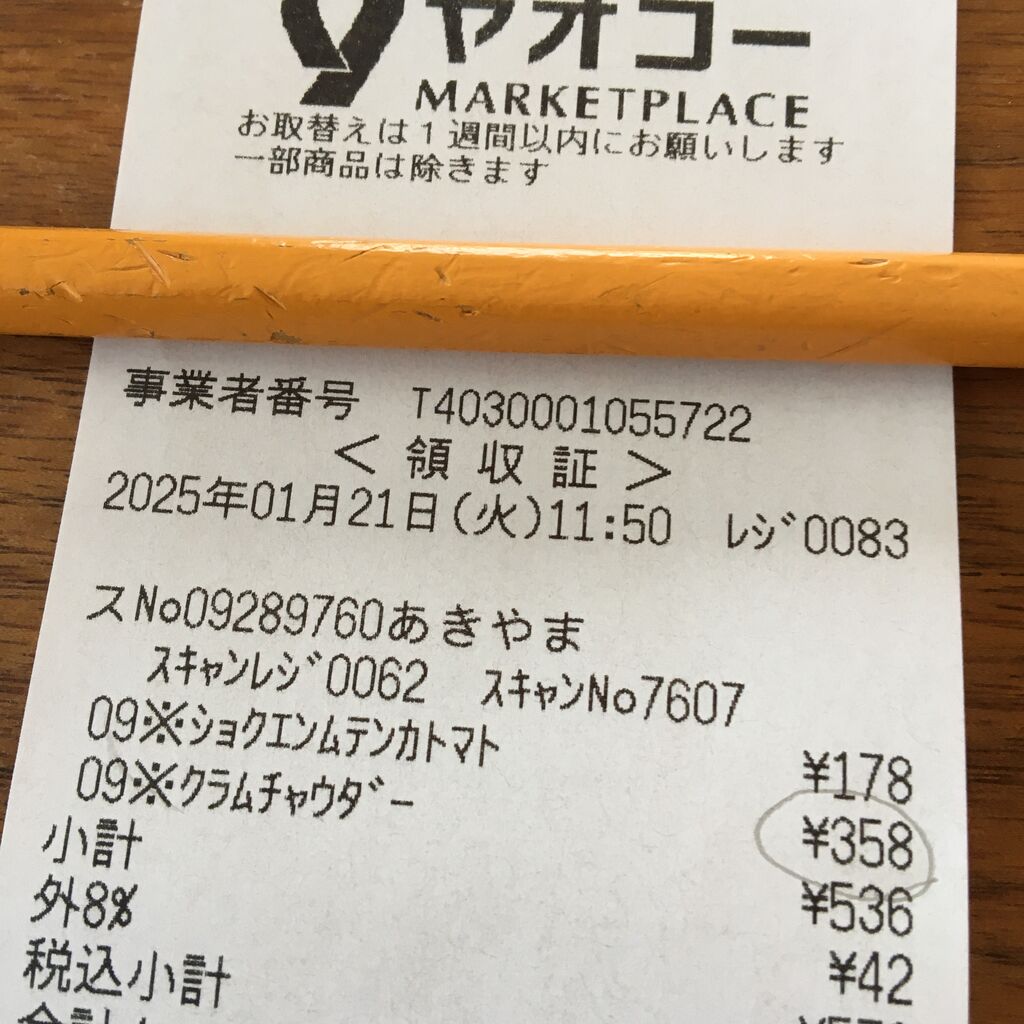 ヤオコー
MARKETPLACE
お取替えは1週間以内にお願いします
一部商品は除きます
事業者番号 T4030001055722
<領収証>
2025年01月21日(火)11:50 ﾚｼﾞ0083
スNo09289760あきやま
ｽｷｬﾝﾚｼﾞ0062 ｽｷｬﾝNo7607
09※ｼｮｸｴﾝﾑﾃﾝｶﾄﾏﾄ ¥178
09※ｸﾗﾑﾁｬｳﾀﾞｰ ¥358
小計 ¥536
外8% ¥42
税込小計